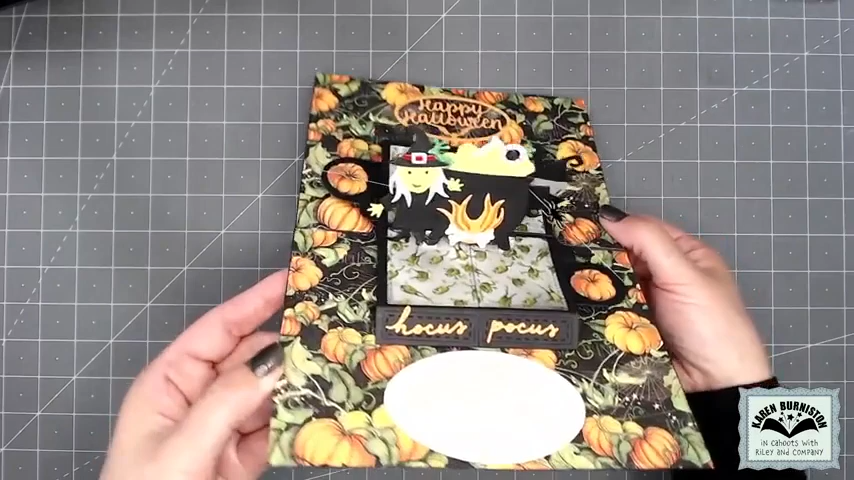 Happy
Halloween
hocus pocus
KAREN BURNISTON
IN CAHOOTS WITH
RILEY AND COMPANY